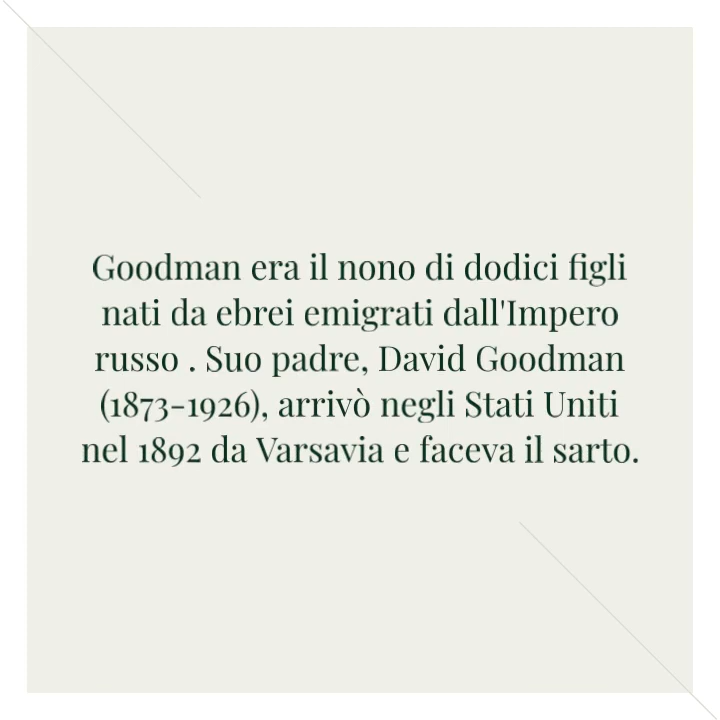 Goodman era il nono di dodici figli
nati da ebrei emigrati dall'Impero
russo . Suo padre, David Goodman
(1873-1926), arrivò negli Stati Uniti
nel 1892 da Varsavia e faceva il sarto.